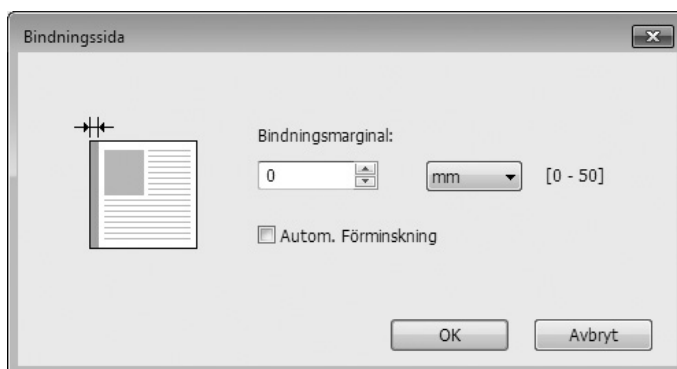 Bindningssida
Bindningsmarginal:
0 mm [0 - 50]
Autom. Förminskning
OK Avbryt